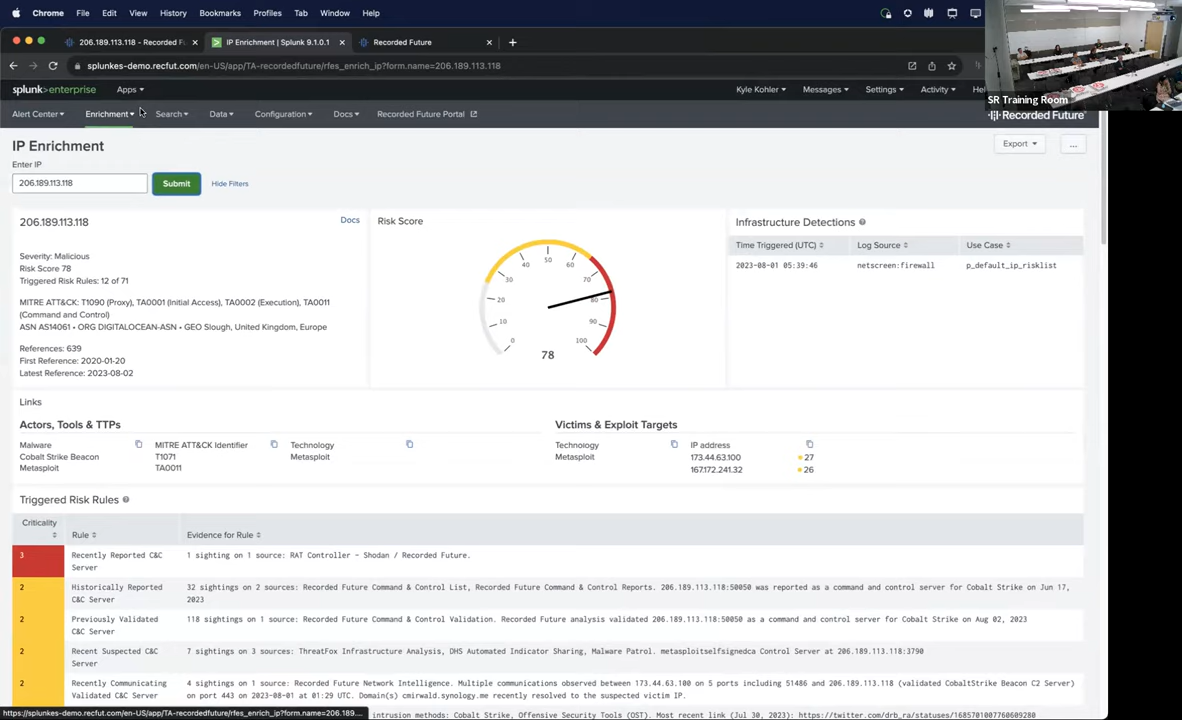 Chrome File Edit View History Bookmarks Profiles Tab Window Help
206.189.113.118 - Recorded F
IP Enrichment | Splunk 9.1.0.1
Recorded Future
splunkes-demo.recfut.com/en-US/app/TA-recordedfuture/rfes_enrich_ip?form.name=206.189.113.118
splunk>enterprise Apps Kyle Kohler Messages Settings Activity Hel
SR Training Room
Alert Center Enrichment Search Data Configuration Docs Recorded Future Portal
Recorded Future
IP Enrichment
Export ...
Enter IP
206.189.113.118 Submit Hide Filters
206.189.113.118
Docs
Severity: Malicious
Risk Score 78
Triggered Risk Rules: 12 of 71
MITRE ATT&CK: T1090 (Proxy), TA0001 (Initial Access), TA0002 (Execution), TA0011
(Command and Control)
ASN AS14061 • ORG DIGITALOCEAN-ASN • GEO Slough, United Kingdom, Europe
References: 639
First Reference: 2020-01-20
Latest Reference: 2023-08-02
Risk Score
0
10
20
30
40
50
60
70
80
90
100
78
Infrastructure Detections
Time Triggered (UTC) Log Source Use Case
2023-08-01 05:39:46 netscreen:firewall p_default_ip_risklist
Links
Actors, Tools & TTPs
Malware MITRE ATT&CK Identifier Technology
Cobalt Strike Beacon T1071 Metasploit
Metasploit TA0011
Victims & Exploit Targets
Technology IP address
Metasploit 173.44.63.100 27
167.172.241.32 26
Triggered Risk Rules
Criticality Rule Evidence for Rule
3 Recently Reported C&C Server 1 sighting on 1 source: RAT Controller - Shodan / Recorded Future.
2 Historically Reported C&C Server 32 sightings on 2 sources: Recorded Future Command & Control List, Recorded Future Command & Control Reports. 206.189.113.118:50050 was reported as a command and control server for Cobalt Strike on Jun 17,
2023
2 Previously Validated C&C Server 118 sightings on 1 source: Recorded Future Command & Control Validation. Recorded Future analysis validated 206.189.113.118:50050 as a command and control server for Cobalt Strike on Aug 02, 2023
2 Recent Suspected C&C Server 7 sightings on 3 sources: ThreatFox Infrastructure Analysis, DHS Automated Indicator Sharing, Malware Patrol. metasploitselfsignedca Control Server at 206.189.113.118:3790
2 Recently Communicating Validated C&C Server 4 sightings on 1 source: Recorded Future Network Intelligence. Multiple communications observed between 173.44.63.100 on 5 ports including 51486 and 206.189.113.118 (validated CobaltStrike Beacon C2 Server)
on port 443 on 2023-08-01 at 01:29 UTC. Domain(s) cmirwald.synology.me recently resolved to the suspected victim IP.
https://splunkes-demo.recfut.com/en-US/app/TA-recordedfuture/rfes_enrich_ip?form.name=206.189...
intrusion methods: Cobalt Strike, Offensive Security Tools (OST). Most recent link (Jul 30, 2023): https://twitter.com/drb_ra/statuses/1685701007760609280